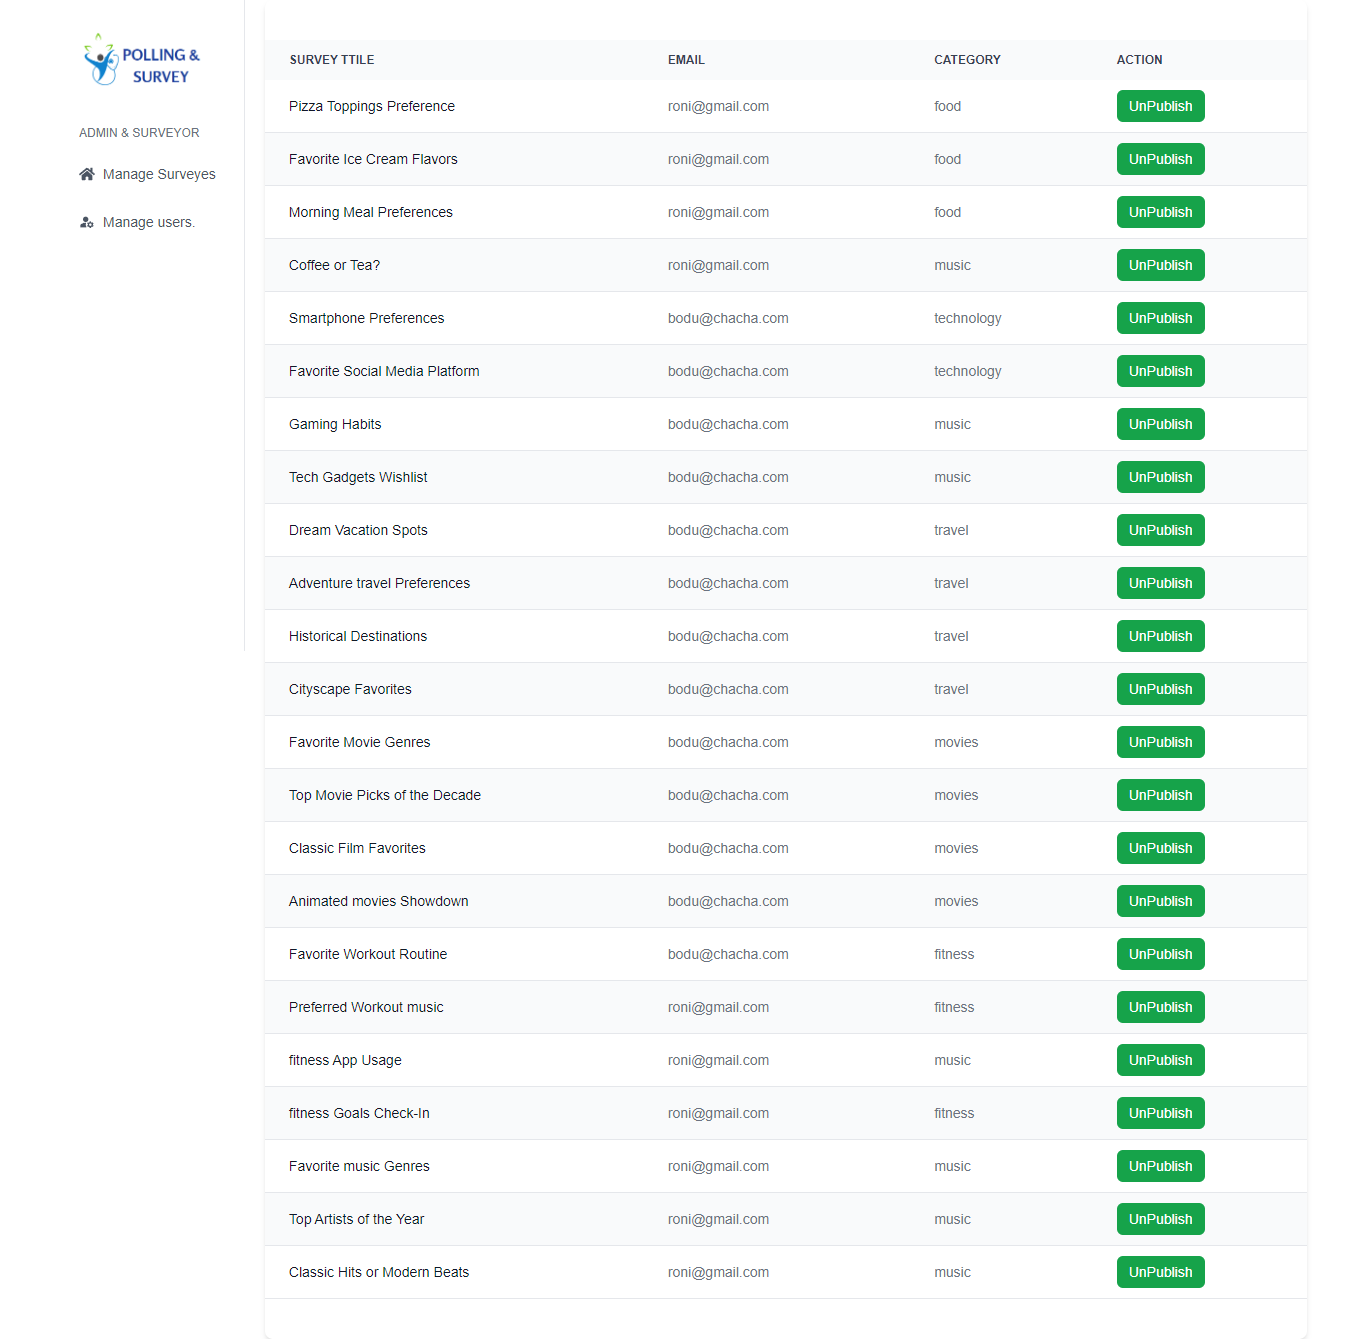 POLLING &
SURVEY
ADMIN & SURVEYOR
Manage Surveyes
Manage users.
SURVEY TTILE EMAIL CATEGORY ACTION
Pizza Toppings Preference roni@gmail.com food UnPublish
Favorite Ice Cream Flavors roni@gmail.com food UnPublish
Morning Meal Preferences roni@gmail.com food UnPublish
Coffee or Tea? roni@gmail.com music UnPublish
Smartphone Preferences bodu@chacha.com technology UnPublish
Favorite Social Media Platform bodu@chacha.com technology UnPublish
Gaming Habits bodu@chacha.com music UnPublish
Tech Gadgets Wishlist bodu@chacha.com music UnPublish
Dream Vacation Spots bodu@chacha.com travel UnPublish
Adventure travel Preferences bodu@chacha.com travel UnPublish
Historical Destinations bodu@chacha.com travel UnPublish
Cityscape Favorites bodu@chacha.com travel UnPublish
Favorite Movie Genres bodu@chacha.com movies UnPublish
Top Movie Picks of the Decade bodu@chacha.com movies UnPublish
Classic Film Favorites bodu@chacha.com movies UnPublish
Animated movies Showdown bodu@chacha.com movies UnPublish
Favorite Workout Routine bodu@chacha.com fitness UnPublish
Preferred Workout music roni@gmail.com fitness UnPublish
fitness App Usage roni@gmail.com music UnPublish
fitness Goals Check-In roni@gmail.com fitness UnPublish
Favorite music Genres roni@gmail.com music UnPublish
Top Artists of the Year roni@gmail.com music UnPublish
Classic Hits or Modern Beats roni@gmail.com music UnPublish